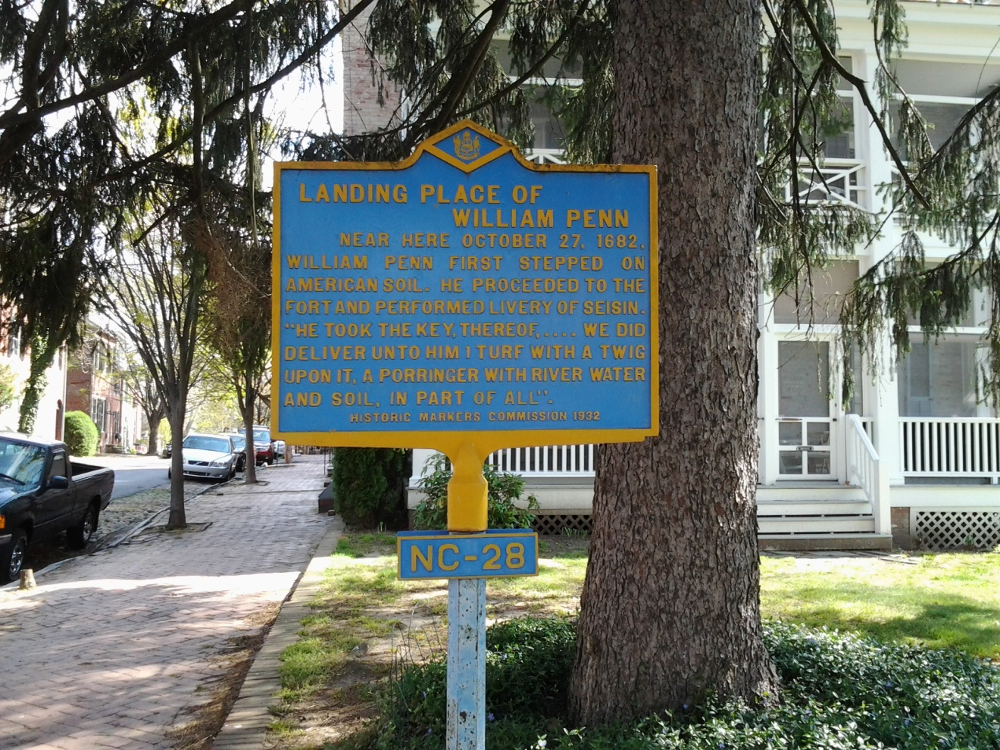 LANDING PLACE OF
WILLIAM PENN
NEAR HERE OCTOBER 27, 1682,
WILLIAM PENN FIRST STEPPED ON
AMERICAN SOIL. HE PROCEEDED TO THE
FORT AND PERFORMED LIVERY OF SEISIN.
"HE TOOK THE KEY, THEREOF,.... WE DID
DELIVER UNTO HIM 1 TURF WITH A TWIG
UPON IT, A PORRINGER WITH RIVER WATER
AND SOIL, IN PART OF ALL".
HISTORIC MARKERS COMMISSION 1932
NC-28